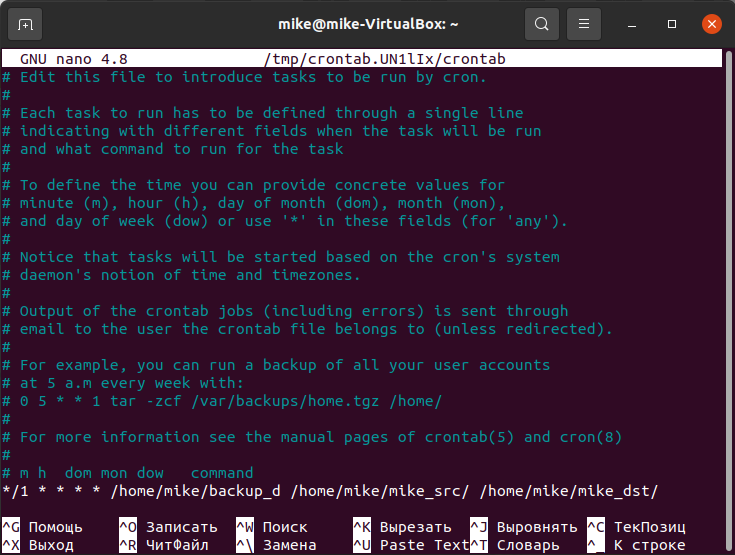 mike@mike-VirtualBox: ~
GNU nano 4.8 /tmp/crontab.UN1lIx/crontab
# Edit this file to introduce tasks to be run by cron.
#
# Each task to run has to be defined through a single line
# indicating with different fields when the task will be run
# and what command to run for the task
#
# To define the time you can provide concrete values for
# minute (m), hour (h), day of month (dom), month (mon),
# and day of week (dow) or use '*' in these fields (for 'any').
#
# Notice that tasks will be started based on the cron's system
# daemon's notion of time and timezones.
#
# Output of the crontab jobs (including errors) is sent through
# email to the user the crontab file belongs to (unless redirected).
#
# For example, you can run a backup of all your user accounts
# at 5 a.m every week with:
# 0 5 * * 1 tar -zcf /var/backups/home.tgz /home/
#
# For more information see the manual pages of crontab(5) and cron(8)
#
# m h  dom mon dow   command
*/1 * * * * /home/mike/backup_d /home/mike/mike_src/ /home/mike/mike_dst/
^G Помощь ^O Записать ^W Поиск ^K Вырезать ^J Выровнять ^C ТекПозиц
^X Выход ^R ЧитФайл ^\ Замена ^U Paste Text ^T Словарь ^_ К строке